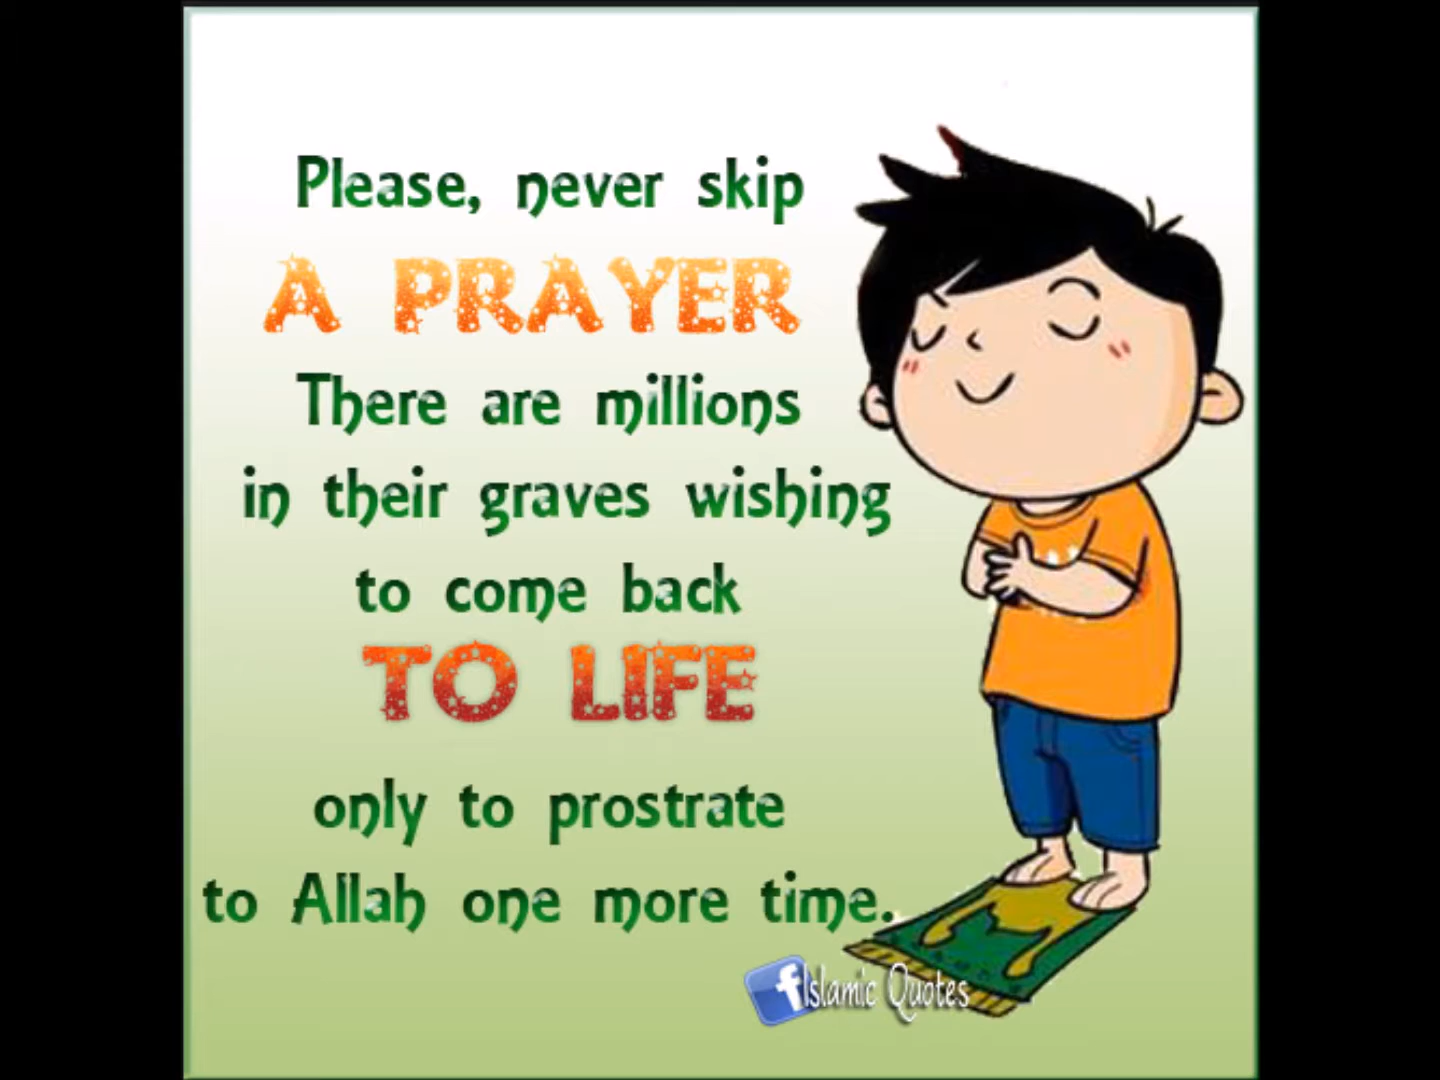 Please, never skip
A PRAYER
There are millions
in their graves wishing
to come back
TO LIFE
only to prostrate
to Allah one more time.
Islamic Quotes